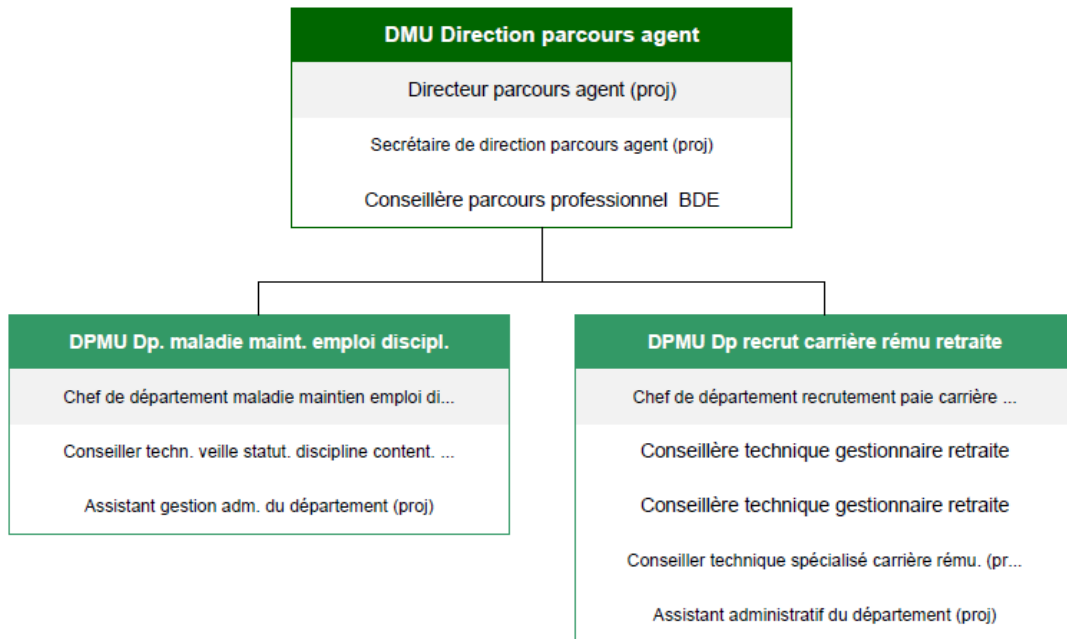 DMU Direction parcours agent
Directeur parcours agent (proj)
Secrétaire de direction parcours agent (proj)
Conseillère parcours professionnel BDE
DPMU Dp. maladie maint. emploi discipl.
Chef de département maladie maintien emploi di...
Conseiller techn. veille statut. discipline content. ...
Assistant gestion adm. du département (proj)
DPMU Dp recrut carrière rému retraite
Chef de département recrutement paie carrière ...
Conseillère technique gestionnaire retraite
Conseillère technique gestionnaire retraite
Conseiller technique spécialisé carrière rému. (pr...
Assistant administratif du département (proj)